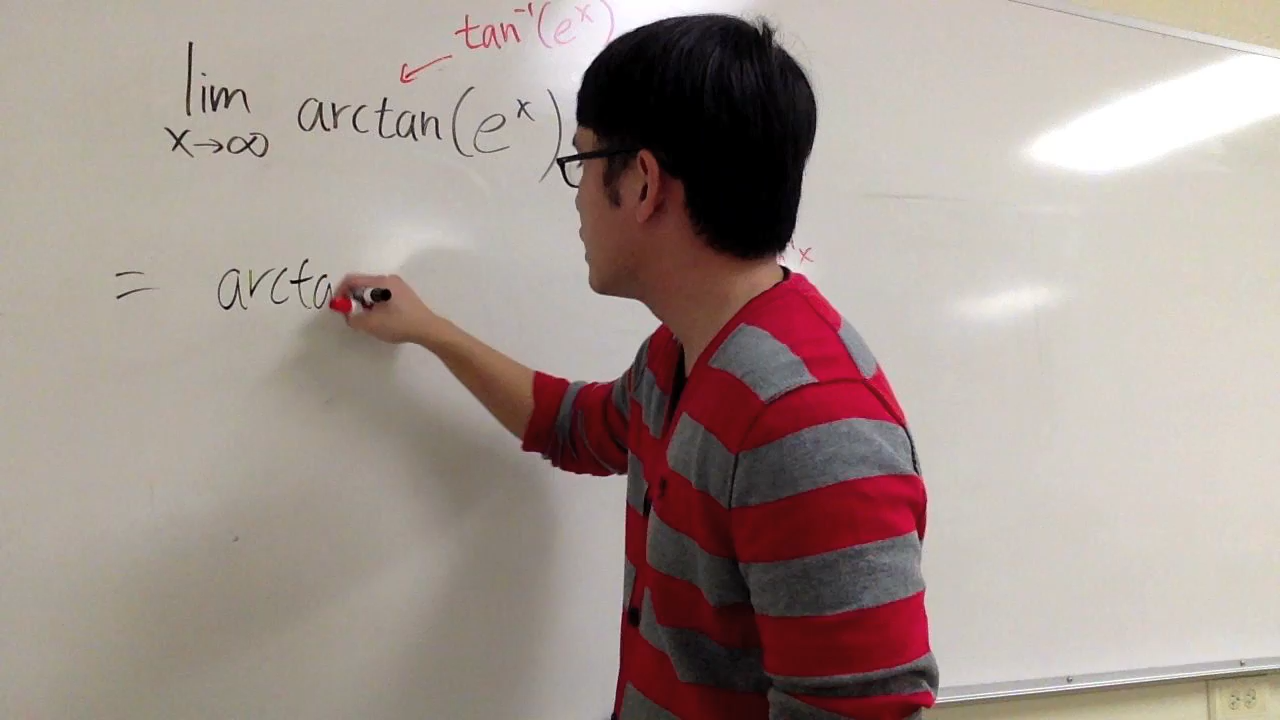 tan⁻¹(eˣ)
lim x→∞ arctan(eˣ)
x
= arcta